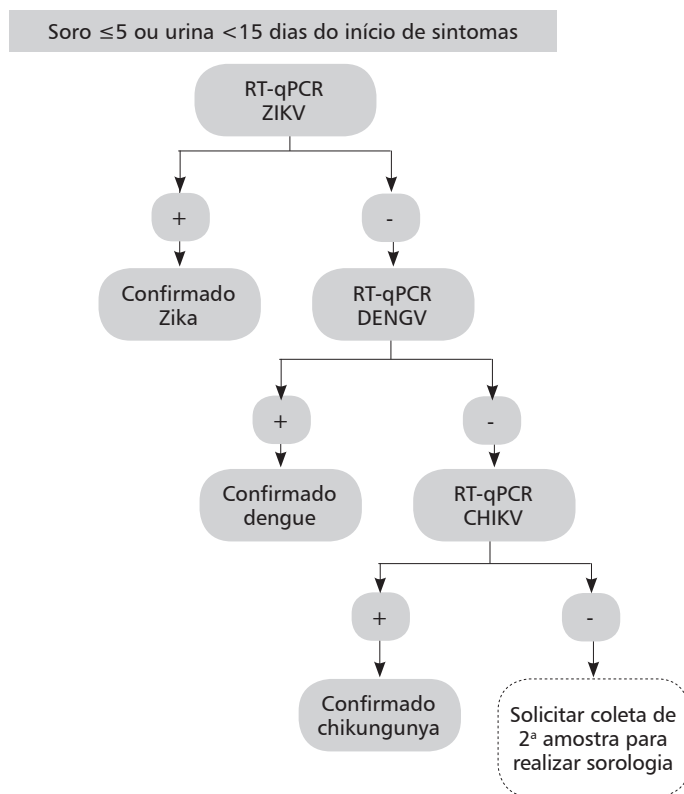 Soro ≤5 ou urina <15 dias do início de sintomas
RT-qPCR
ZIKV
+
-
Confirmado
Zika
RT-qPCR
DENGV
+
-
Confirmado
dengue
RT-qPCR
CHIKV
+
-
Confirmado
chikungunya
Solicitar coleta de
2ª amostra para
realizar sorologia